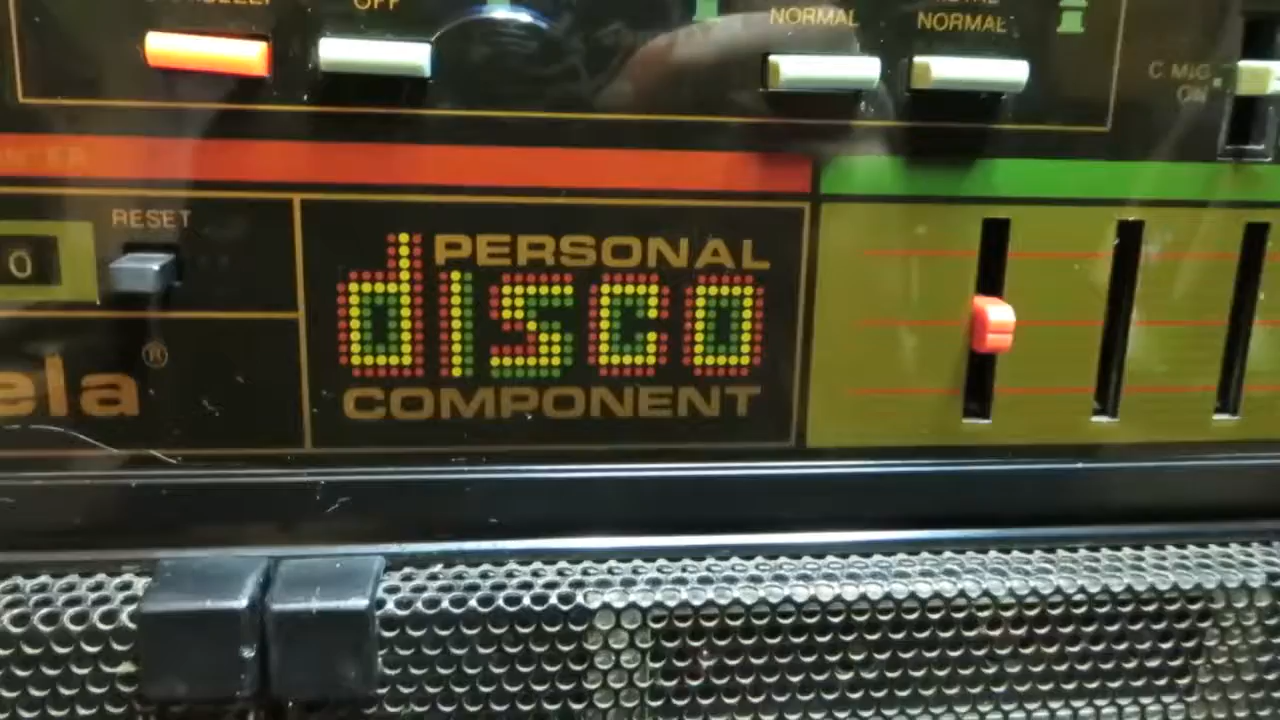 OFF
NORMAL
NORMAL
C MIC
ON
RESET
0
ela®
PERSONAL
disco
COMPONENT